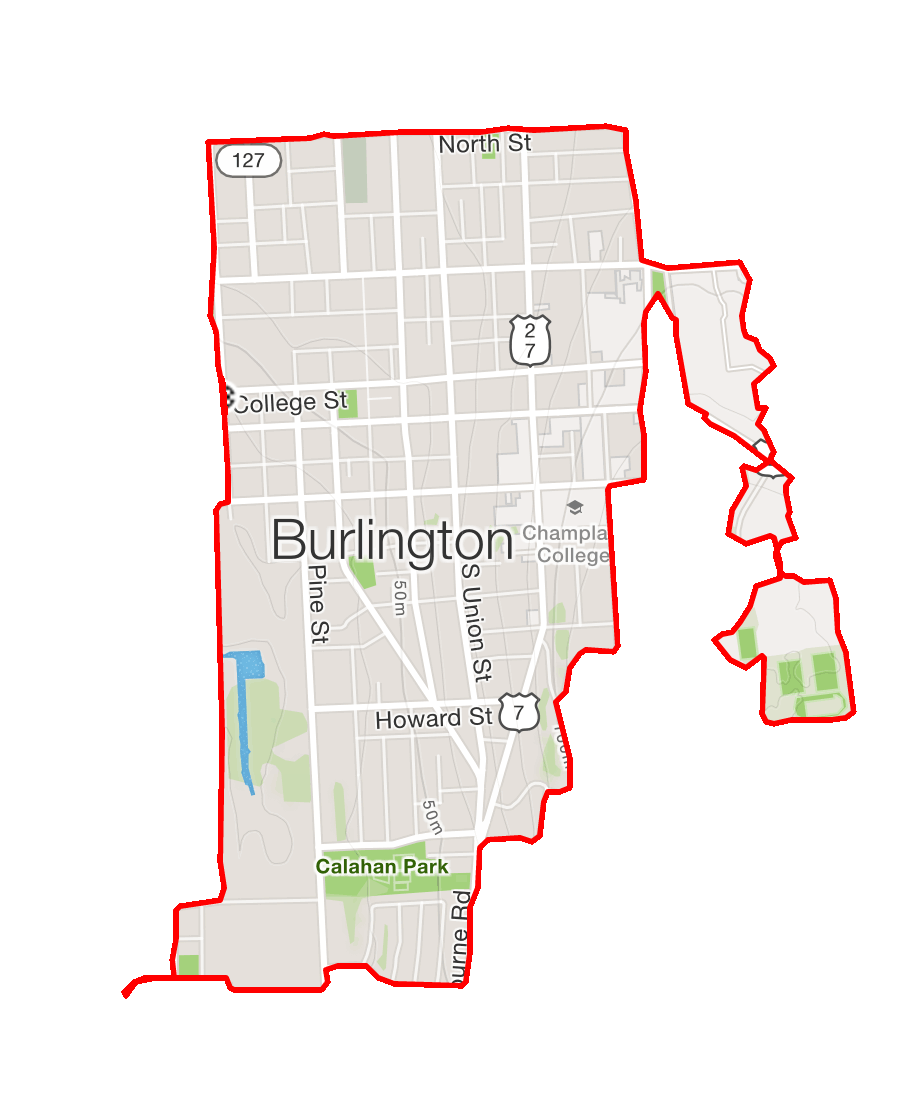 North St
127
2
7
College St
Burlington
Champla
College
Pine St
50m
S Union St
Howard St
7
50m
Calahan Park
ourne Rd